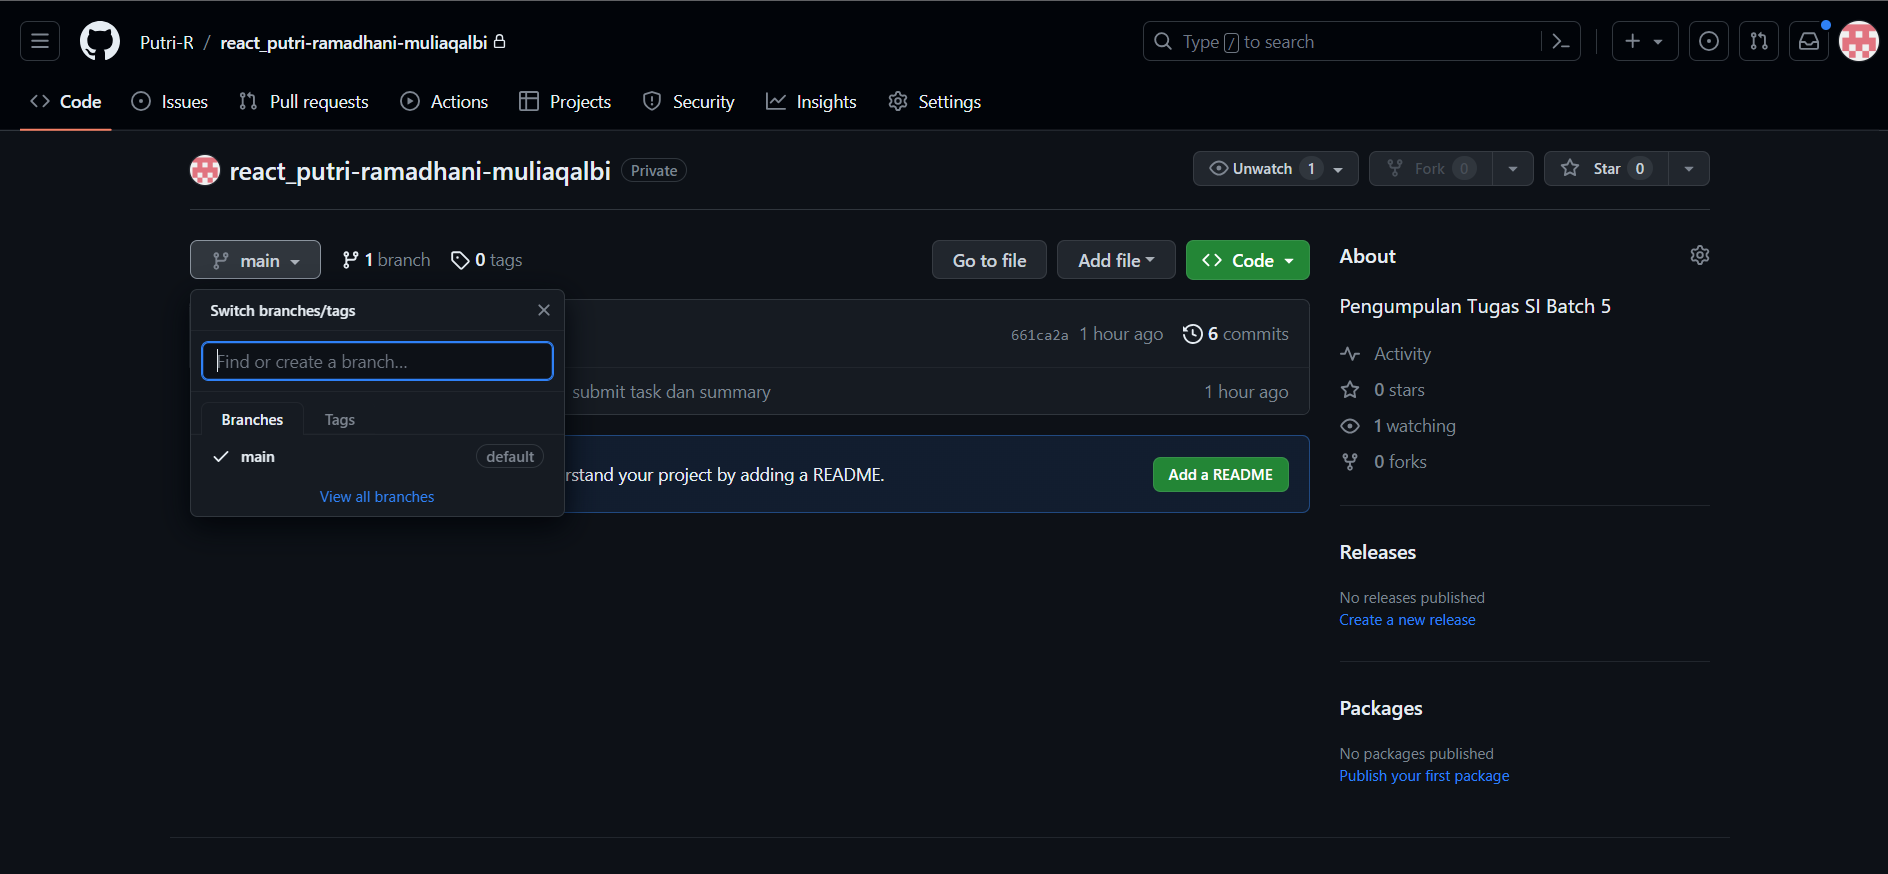 Putri-R / react_putri-ramadhani-muliaqalbi
Type / to search
Code
Issues
Pull requests
Actions
Projects
Security
Insights
Settings
react_putri-ramadhani-muliaqalbi Private
Unwatch 1
Fork 0
Star 0
main
1 branch
0 tags
Go to file
Add file
Code
Switch branches/tags
Find or create a branch...
Branches Tags
main default
View all branches
661ca2a 1 hour ago 6 commits
submit task dan summary 1 hour ago
rstand your project by adding a README.
Add a README
About
Pengumpulan Tugas SI Batch 5
Activity
0 stars
1 watching
0 forks
Releases
No releases published
Create a new release
Packages
No packages published
Publish your first package